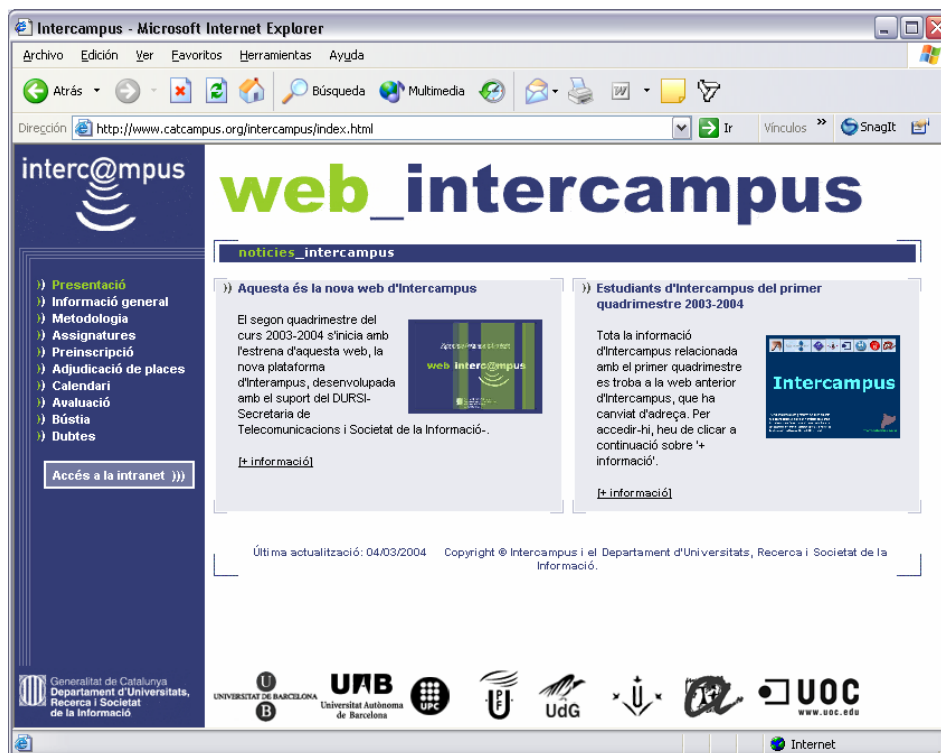 Intercampus - Microsoft Internet Explorer
Archivo Edición Ver Favoritos Herramientas Ayuda
Atrás Búsqueda Multimedia
Dirección http://www.catcampus.org/intercampus/index.html Ir Vínculos » SnagIt
interc@mpus
web_intercampus
noticies_intercampus
Presentació
Informació general
Metodologia
Assignatures
Preinscripció
Adjudicació de places
Calendari
Avaluació
Bústia
Dubtes
Accés a la intranet )))
Aquesta és la nova web d'Intercampus
El segon quadrimestre del
curs 2003-2004 s'inicia amb
l'estrena d'aquesta web, la
nova plataforma
d'Interampus, desenvolupada
amb el suport del DURSI-
Secretaria de
Telecomunicacions i Societat de la Informació-.
[+ informació]
web interc@mpus
Estudiants d'Intercampus del primer
quadrimestre 2003-2004
Tota la informació
d'Intercampus relacionada
amb el primer quadrimestre
es troba a la web anterior
d'Intercampus, que ha
canviat d'adreça. Per
accedir-hi, heu de clicar a
continuació sobre '+
informació'.
[+ informació]
Intercampus
Última actualització: 04/03/2004 Copyright © Intercampus i el Departament d'Universitats, Recerca i Societat de la
Informació.
Generalitat de Catalunya
Departament d'Universitats,
Recerca i Societat
de la Informació
U
UNIVERSITAT DE BARCELONA
B
UAB
Universitat Autònoma
de Barcelona
UPC
UPF
UdG
UOC
www.uoc.edu
Internet